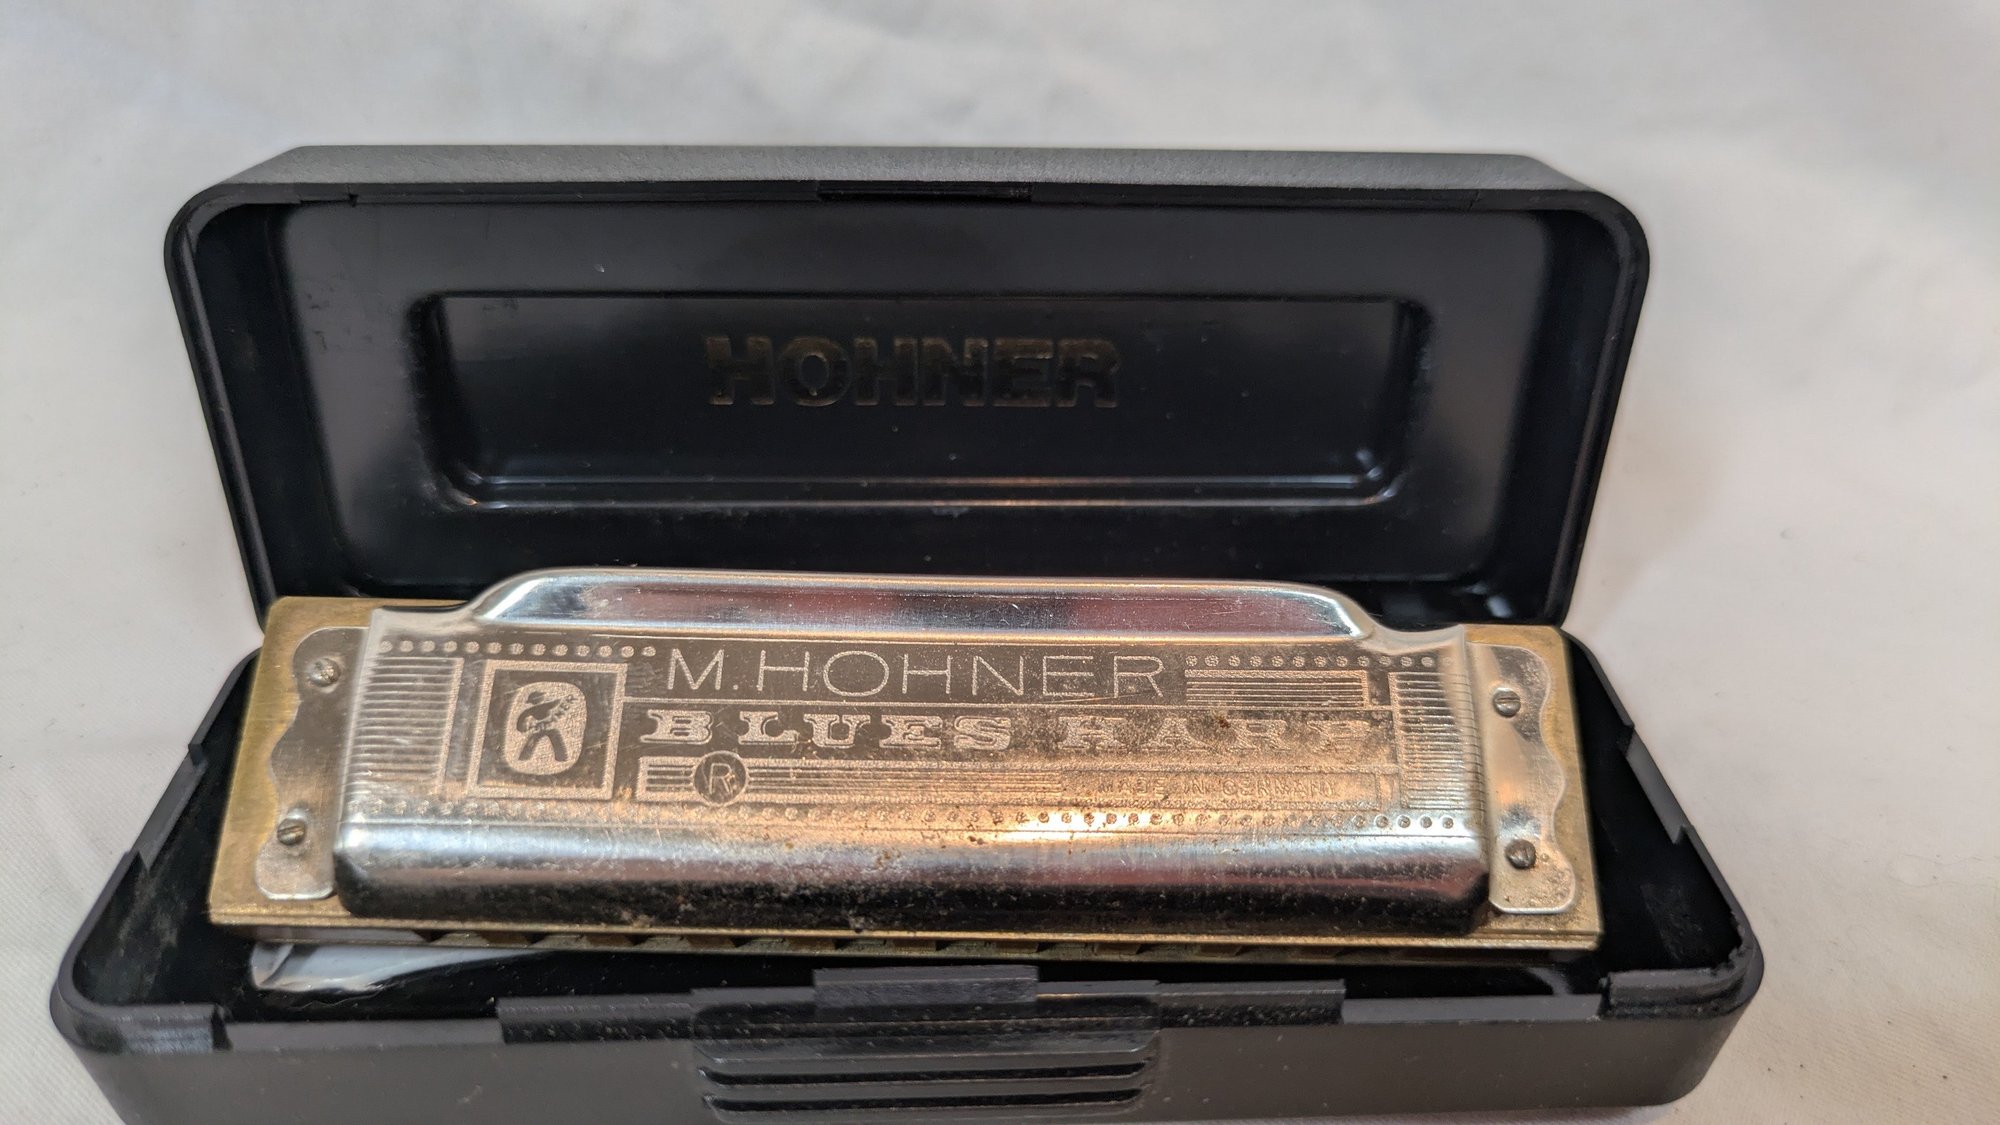 HOHNER
M. HOHNER
BLUES HARP
R
MADE IN GERMANY